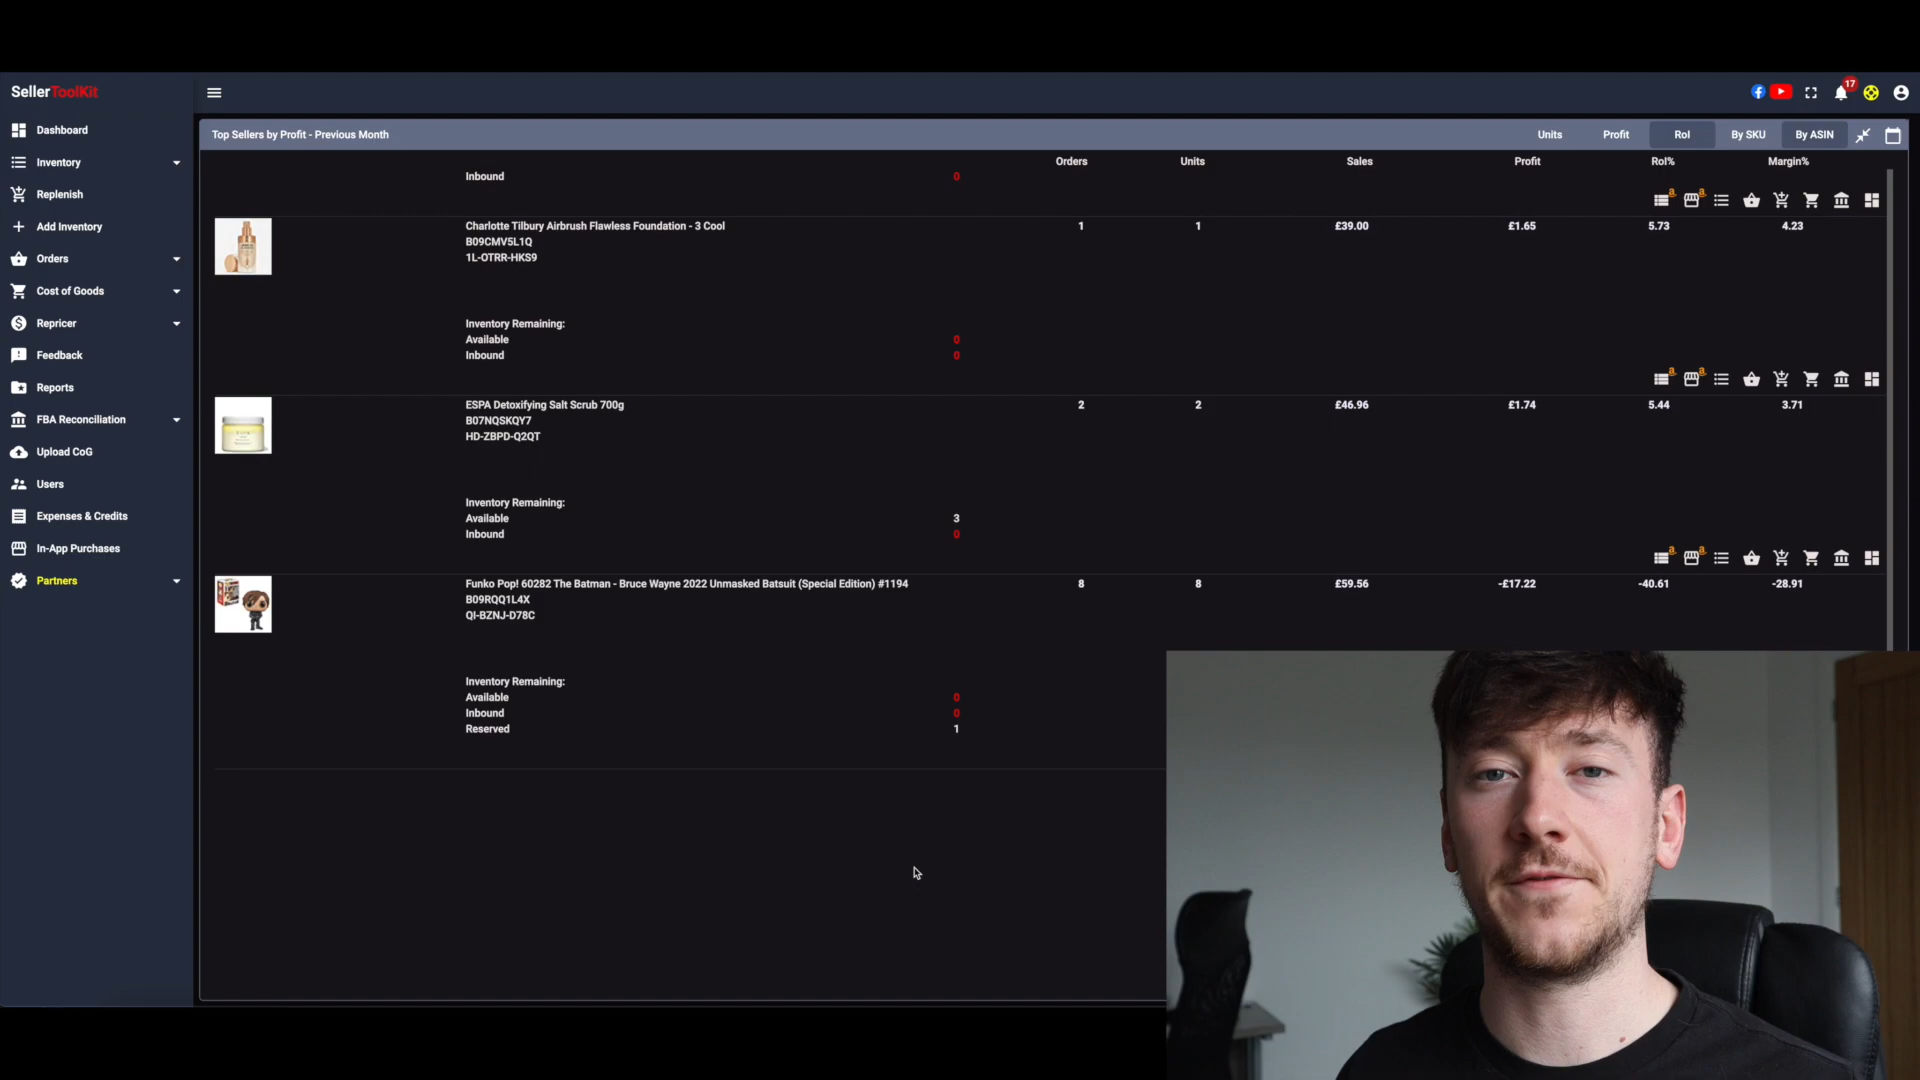 SellerToolKit
17
Dashboard
Inventory
Replenish
Add Inventory
Orders
Cost of Goods
Repricer
Feedback
Reports
FBA Reconciliation
Upload CoG
Users
Expenses & Credits
In-App Purchases
Partners
Top Sellers by Profit - Previous Month
Units Profit RoI By SKU By ASIN
Orders Units Sales Profit RoI% Margin%
Inbound 0
Charlotte Tilbury Airbrush Flawless Foundation - 3 Cool 1 1 £39.00 £1.65 5.73 4.23
B09CMV5L1Q
1L-OTRR-HKS9
Inventory Remaining:
Available 0
Inbound 0
ESPA Detoxifying Salt Scrub 700g 2 2 £46.96 £1.74 5.44 3.71
B07NQSKQY7
HD-ZBPD-Q2QT
Inventory Remaining:
Available 3
Inbound 0
Funko Pop! 60282 The Batman - Bruce Wayne 2022 Unmasked Batsuit (Special Edition) #1194 8 8 £59.56 -£17.22 -40.61 -28.91
B09RQQ1L4X
QI-BZNJ-D78C
Inventory Remaining:
Available 0
Inbound 0
Reserved 1